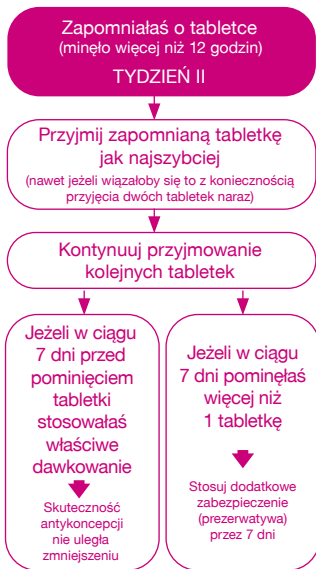 Zapomniałaś o tabletce
(minęło więcej niż 12 godzin)
TYDZIEŃ II
Przyjmij zapomnianą tabletkę
jak najszybciej
(nawet jeżeli wiązałoby się to z koniecznością
przyjęcia dwóch tabletek naraz)
Kontynuuj przyjmowanie
kolejnych tabletek
Jeżeli w ciągu
7 dni przed
pominięciem
tabletki
stosowałaś
właściwe
dawkowanie
Skuteczność
antykoncepcji
nie uległa
zmniejszeniu
Jeżeli w ciągu
7 dni pominęłaś
więcej niż
1 tabletkę
Stosuj dodatkowe
zabezpieczenie
(prezerwatywa)
przez 7 dni